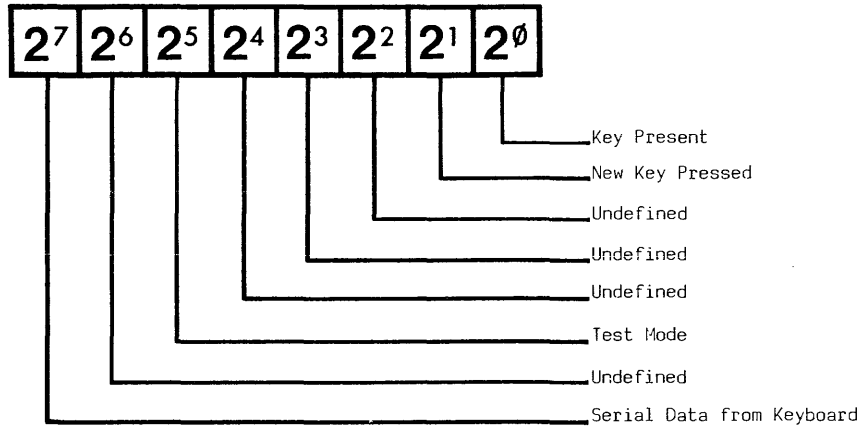 2⁷ 2⁶ 2⁵ 2⁴ 2³ 2² 2¹ 2⁰
Key Present
New Key Pressed
Undefined
Undefined
Undefined
Test Mode
Undefined
Serial Data from Keyboard